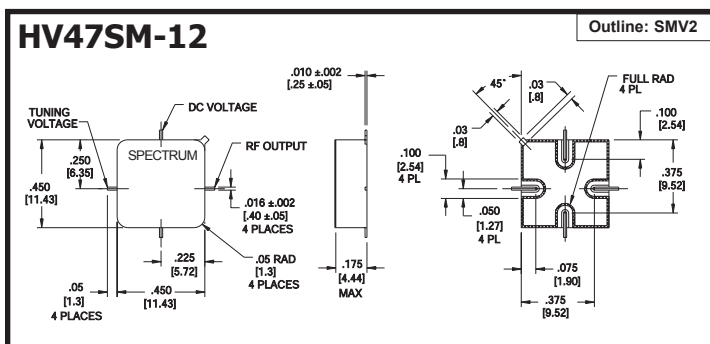 HV47SM-12
Outline: SMV2
.010 ±.002
[.25 ±.05]
45°
.03
[.8]
FULL RAD
4 PL
DC VOLTAGE
TUNING
VOLTAGE
.03
[.8]
.100
[2.54]
RF OUTPUT
SPECTRUM
.250
[6.35]
.100
[2.54]
4 PL
.375
[9.52]
.450
[11.43]
.016 ±.002
[.40 ±.05]
4 PLACES
.050
[1.27]
4 PL
.225
[5.72]
.05 RAD
[1.3]
4 PLACES
.175
[4.44]
MAX
.075
[1.90]
.05
[1.3]
4 PLACES
.450
[11.43]
.375
[9.52]